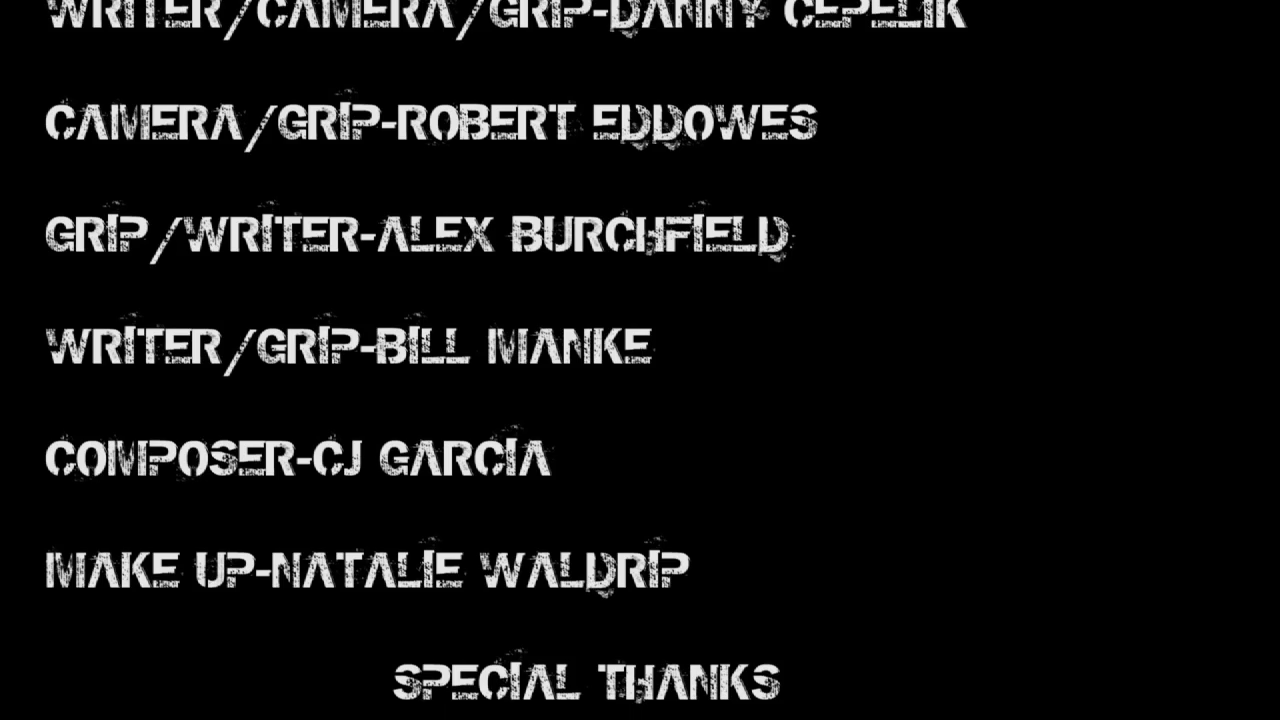 WRITER/CAMERA/GRIP-DANNY CEPELIK
CAMERA/GRIP-ROBERT EDDOWES
GRIP/WRITER-ALEX BURCHFIELD
WRITER/GRIP-BILL MANKE
COMPOSER-CJ GARCIA
MAKE UP-NATALIE WALDRIP
SPECIAL THANKS